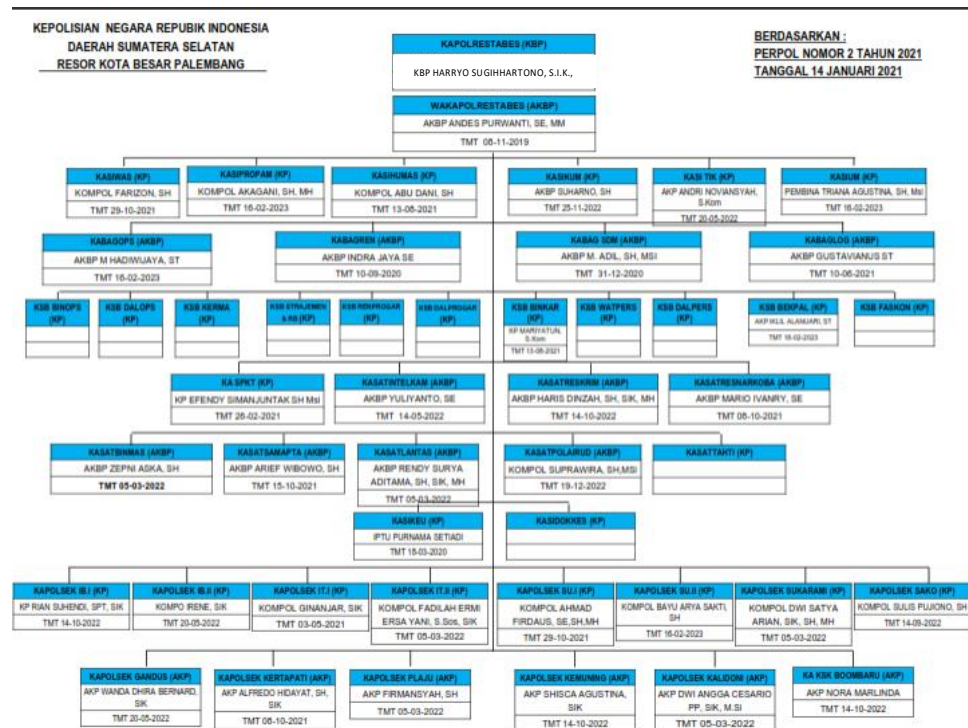 KEPOLISIAN NEGARA REPUBIK INDONESIA
DAERAH SUMATERA SELATAN
RESOR KOTA BESAR PALEMBANG
BERDASARKAN :
PERPOL NOMOR 2 TAHUN 2021
TANGGAL 14 JANUARI 2021
KAPOLRESTABES (KBP)
KBP HARRYO SUGIHHARTONO, S.I.K.,
WAKAPOLRESTABES (AKBP)
AKBP ANDES PURWANTI, SE, MM
TMT 08-11-2019
KASIWAS (KP)
KOMPOL FARIZON, SH
TMT 29-10-2021
KASIPROPAM (KP)
KOMPOL AKAGANI, SH, MH
TMT 16-02-2023
KASIHUMAS (KP)
KOMPOL ABU DANI, SH
TMT 13-08-2021
KASIKUM (KP)
AKBP SUHARNO, SH
TMT 25-11-2022
KASI TIK (KP)
AKP ANDRI NOVIANSYAH,
S.Kom
TMT 20-05-2022
KASIUM (KP)
PEMBINA TRIANA AGUSTINA, SH, Msi
TMT 16-02-2023
KABAGOPS (AKBP)
AKBP M HADIWIJAYA, ST
TMT 16-02-2023
KABAGREN (AKBP)
AKBP INDRA JAYA SE
TMT 10-09-2020
KABAG SDM (AKBP)
AKBP M. ADIL, SH, MSI
TMT 31-12-2020
KABAGLOG (AKBP)
AKBP GUSTAVIANUS ST
TMT 10-06-2021
KSB BINOPS
(KP)
KSB DALOPS
(KP)
KSB KERMA
(KP)
KSB STRAJEMEN
& RB (KP)
KSB RENPROGAR
(KP)
KSB DALPROGAR
(KP)
KSB BINKAR
(KP)
KP MARIYATUN,
S.Kom
TMT 13-08-2021
KSB WATPERS
(KP)
KSB DALPERS
(KP)
KSB BEKPAL (KP)
TMT 16-02-2023
KSB FASKON (KP)
KA SPKT (KP)
KP EFENDY SIMANJUNTAK SH Msi
TMT 26-02-2021
KASATINTELKAM (AKBP)
AKBP YULIYANTO, SE
TMT 14-05-2022
KASATRESKRIM (AKBP)
AKBP HARIS DINZAH, SH, SIK, MH
TMT 14-10-2022
KASATRESNARKOBA (AKBP)
AKBP MARIO IVANRY, SE
TMT 08-10-2021
KASATBINMAS (AKBP)
AKBP ZEPNI ASKA, SH
TMT 05-03-2022
KASATSAMAPTA (AKBP)
AKBP ARIEF WIBOWO, SH
TMT 15-10-2021
KASATLANTAS (AKBP)
AKBP RENDY SURYA
ADITAMA, SH, SIK, MH
TMT 05-03-2022
KASATPOLAIRUD (AKBP)
KOMPOL SUPRAWIRA, SH,MSI
TMT 19-12-2022
KASATTAHTI (KP)
KASIKEU (KP)
IPTU PURNAMA SETIADI
TMT 18-03-2020
KASIDOKKES (KP)
KAPOLSEK IB.I (KP)
KP RIAN SUHENDI, SPT, SIK
TMT 14-10-2022
KAPOLSEK IB.II (KP)
KOMPO IRENE, SIK
TMT 20-05-2022
KAPOLSEK IT.I (KP)
KOMPOL GINANJAR, SIK
TMT 03-05-2021
KAPOLSEK IT.II (KP)
KOMPOL FADILAH ERMI
ERSA YANI, S.Sos, SIK
TMT 05-03-2022
KAPOLSEK SU.I (KP)
KOMPOL AHMAD
FIRDAUS, SE,SH,MH
TMT 29-10-2021
KAPOLSEK SU.II (KP)
KOMPOL BAYU ARYA SAKTI,
SH
TMT 16-02-2023
KAPOLSEK SUKARAMI (KP)
KOMPOL DWI SATYA
ARIAN, SIK, SH, MH
TMT 05-03-2022
KAPOLSEK SAKO (KP)
KOMPOL SULIS PUJIONO, SH
TMT 14-09-2022
KAPOLSEK GANDUS (AKP)
AKP WANDA DHIRA BERNARD,
SIK
TMT 20-05-2022
KAPOLSEK KERTAPATI (AKP)
AKP ALFREDO HIDAYAT, SH,
SIK
TMT 08-10-2021
KAPOLSEK PLAJU (AKP)
AKP FIRMANSYAH, SH
TMT 05-03-2022
KAPOLSEK KEMUNING (AKP)
AKP SHISCA AGUSTINA,
SIK
TMT 14-10-2022
KAPOLSEK KALIDONI (AKP)
AKP DWI ANGGA CESARIO
PP, SIK, M.SI
TMT 05-03-2022
KA KSK BOOMBARU (AKP)
AKP NORA MARLINDA
TMT 14-10-2022